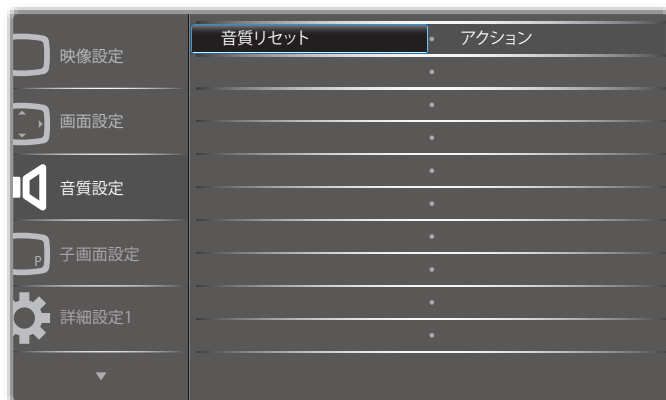 映像設定
画面設定
音質設定
P 子画面設定
詳細設定1
音質リセット アクション